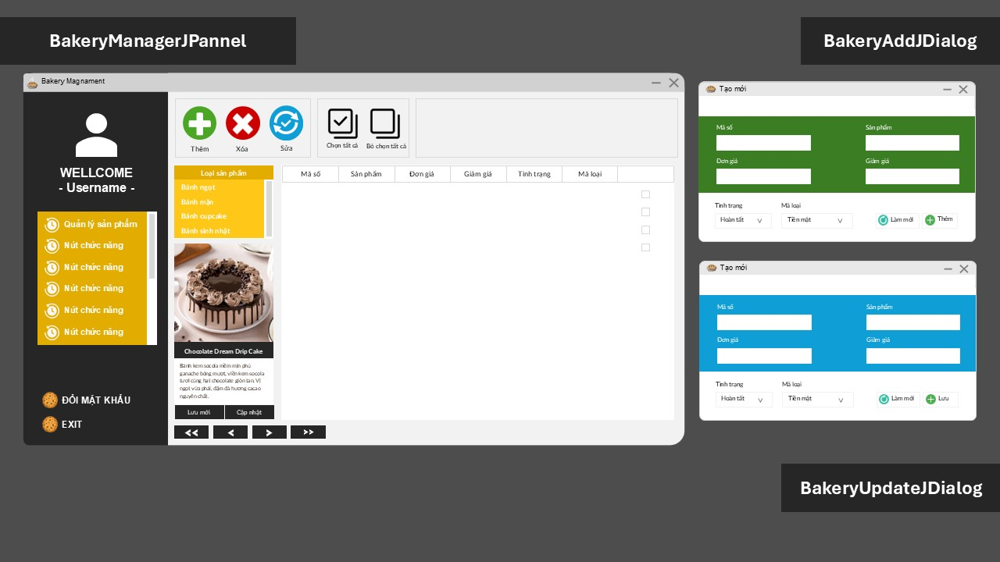 BakeryManagerJPannel
BakeryAddJDialog
Bakery Magnament
WELLCOME
- Username -
Quản lý sản phẩm
Nút chức năng
Nút chức năng
Nút chức năng
Nút chức năng
Nút chức năng
ĐỔI MẬT KHẨU
EXIT
Thêm
Xóa
Sửa
Chọn tất cả
Bỏ chọn tất cả
Loại sản phẩm
Bánh ngọt
Bánh mặn
Bánh cupcake
Bánh sinh nhật
Mã số
Sản phẩm
Đơn giá
Giảm giá
Tình trạng
Mã loại
Chocolate Dream Drip Cake
Bánh kem socola mềm mịn phủ
ganache bóng mượt, viền kem socola
tươi cùng hạt chocolate giòn tan. Vị
ngọt vừa phải, đậm đà hương cacao
nguyên chất.
Lưu mới
Cập nhật
<<
<
>
>>
Tạo mới
Mã số
Sản phẩm
Đơn giá
Giảm giá
Tình trạng
Mã loại
Hoàn tất
Tiền mặt
Làm mới
Thêm
Tạo mới
Mã số
Sản phẩm
Đơn giá
Giảm giá
Tình trạng
Mã loại
Hoàn tất
Tiền mặt
Làm mới
Lưu
BakeryUpdateJDialog